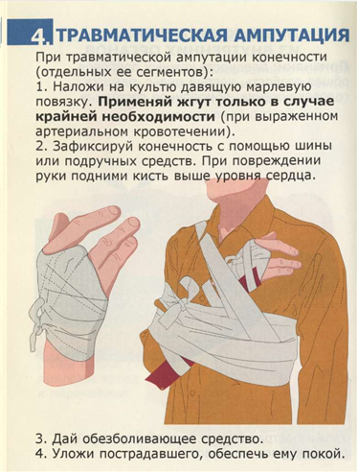 4. ТРАВМАТИЧЕСКАЯ АМПУТАЦИЯ
При травматической ампутации конечности
(отдельных ее сегментов):
1. Наложи на культю давящую марлевую
повязку. Применяй жгут только в случае
крайней необходимости (при выраженном
артериальном кровотечении).
2. Зафиксируй конечность с помощью шины
или подручных средств. При повреждении
руки подними кисть выше уровня сердца.
3. Дай обезболивающее средство.
4. Уложи пострадавшего, обеспечь ему покой.